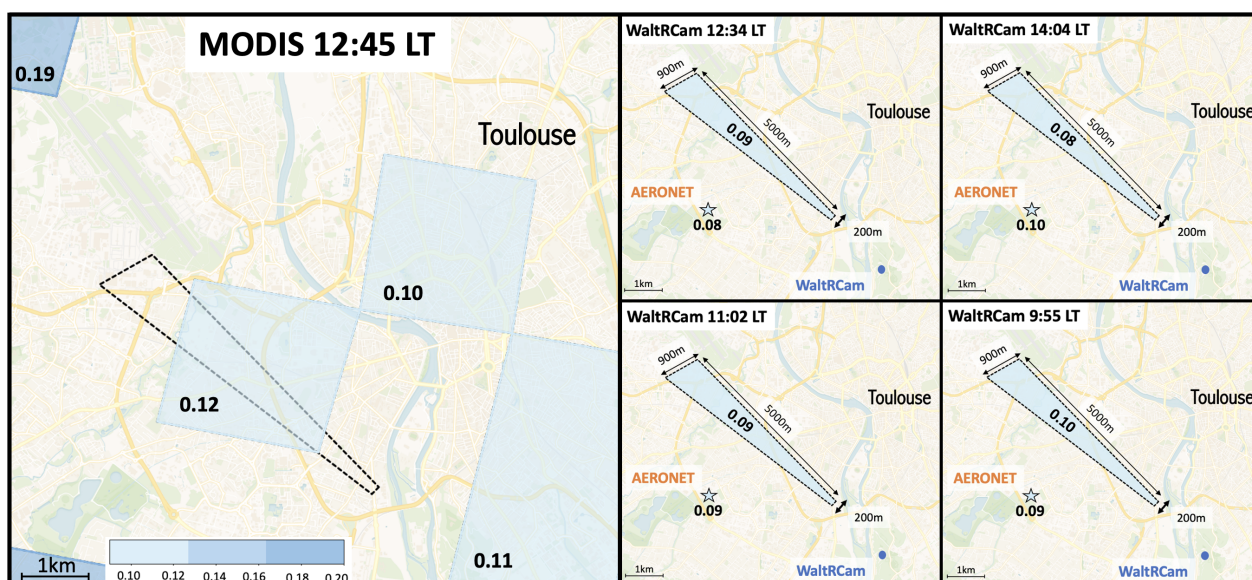 MODIS 12:45 LT
0.19
Toulouse
0.10
0.12
0.11
1km
0.10 0.12 0.14 0.16 0.18 0.20
WaltRCam 12:34 LT
900m
5000m
Toulouse
0.09
AERONET
0.08
200m
WaltRCam
1km
WaltRCam 14:04 LT
900m
5000m
Toulouse
0.08
AERONET
0.10
200m
WaltRCam
1km
WaltRCam 11:02 LT
900m
5000m
Toulouse
0.09
AERONET
0.09
200m
WaltRCam
1km
WaltRCam 9:55 LT
900m
5000m
Toulouse
0.10
AERONET
0.09
200m
WaltRCam
1km